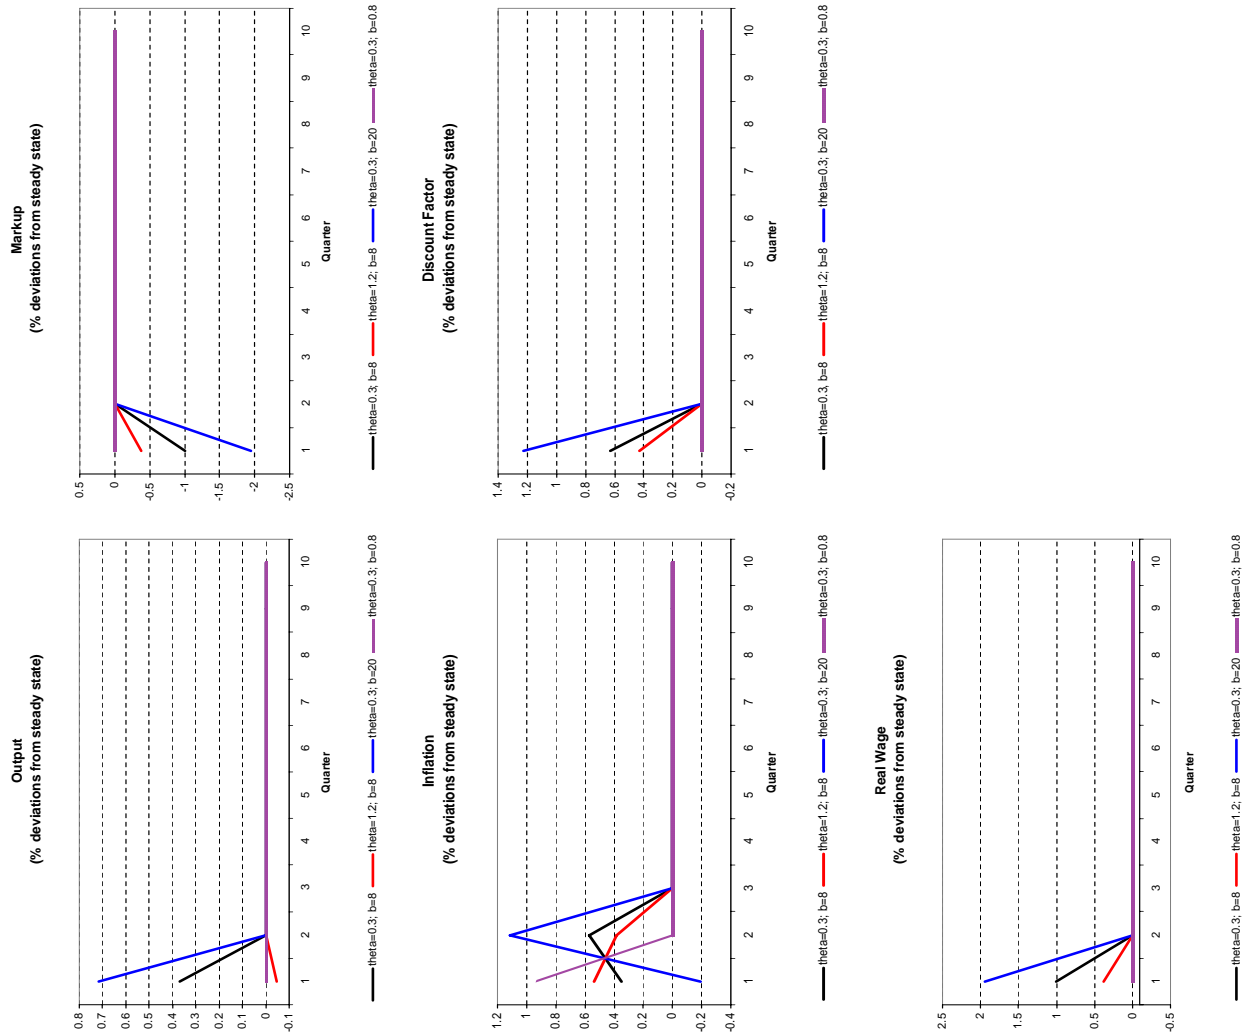 Output
(% deviations from steady state)
0.8
0.7
0.6
0.5
0.4
0.3
0.2
0.1
0
-0.1
1 2 3 4 5 6 7 8 9 10
Quarter
theta=0.3; b=8 theta=1.2; b=8 theta=0.3; b=20 theta=0.3; b=0.8
Markup
(% deviations from steady state)
0.5
0
-0.5
-1
-1.5
-2
-2.5
1 2 3 4 5 6 7 8 9 10
Quarter
theta=0.3; b=8 theta=1.2; b=8 theta=0.3; b=20 theta=0.3; b=0.8
Inflation
(% deviations from steady state)
1.2
1
0.8
0.6
0.4
0.2
0
-0.2
-0.4
1 2 3 4 5 6 7 8 9 10
Quarter
theta=0.3; b=8 theta=1.2; b=8 theta=0.3; b=20 theta=0.3; b=0.8
Discount Factor
(% deviations from steady state)
1.4
1.2
1
0.8
0.6
0.4
0.2
0
-0.2
1 2 3 4 5 6 7 8 9 10
Quarter
theta=0.3, b=8 theta=1.2; b=8 theta=0.3; b=20 theta=0.3; b=0.8
Real Wage
(% deviations from steady state)
2.5
2
1.5
1
0.5
0
-0.5
1 2 3 4 5 6 7 8 9 10
Quarter
theta=0.3; b=8 theta=1.2; b=8 theta=0.3; b=20 theta=0.3; b=0.8